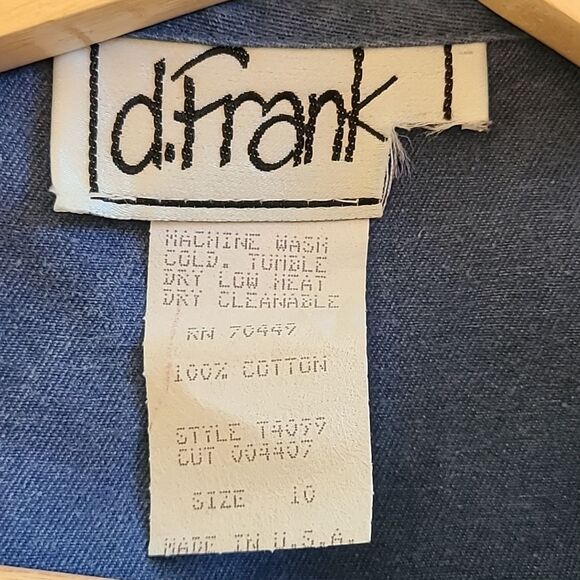 d.Frank
MACHINE WASH
COLD. TUMBLE
DRY LOW HEAT
DRY CLEANABLE
RN 70449
100% COTTON
STYLE T4099
CUT 004407
SIZE 10
MADE IN U.S.A.